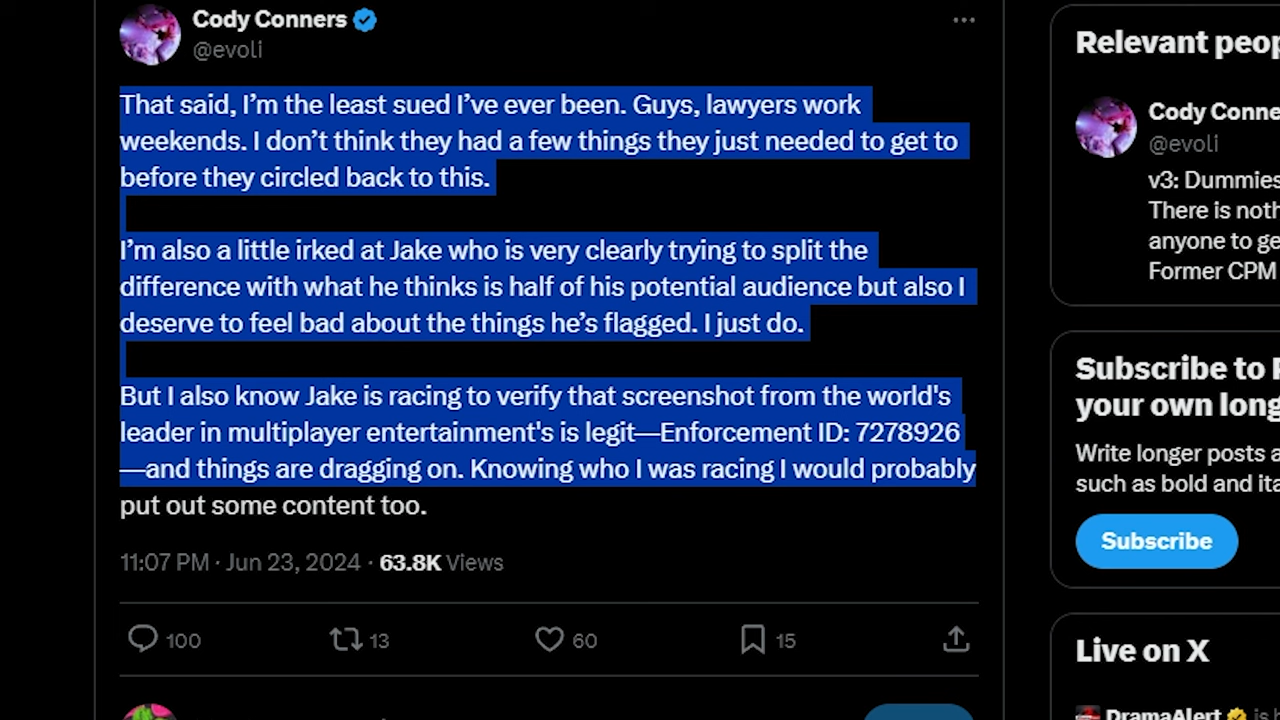 Cody Conners
@evoli
That said, I’m the least sued I’ve ever been. Guys, lawyers work
weekends. I don’t think they had a few things they just needed to get to
before they circled back to this.
I’m also a little irked at Jake who is very clearly trying to split the
difference with what he thinks is half of his potential audience but also I
deserve to feel bad about the things he’s flagged. I just do.
But I also know Jake is racing to verify that screenshot from the world's
leader in multiplayer entertainment's is legit—Enforcement ID: 7278926
—and things are dragging on. Knowing who I was racing I would probably
put out some content too.
11:07 PM · Jun 23, 2024 · 63.8K Views
100 13 60 15
Relevant peop
Cody Conne
@evoli
v3: Dummies
There is noth
anyone to ge
Former CPM
Subscribe to
your own long
Write longer posts a
such as bold and ita
Subscribe
Live on X
DramaAlert is